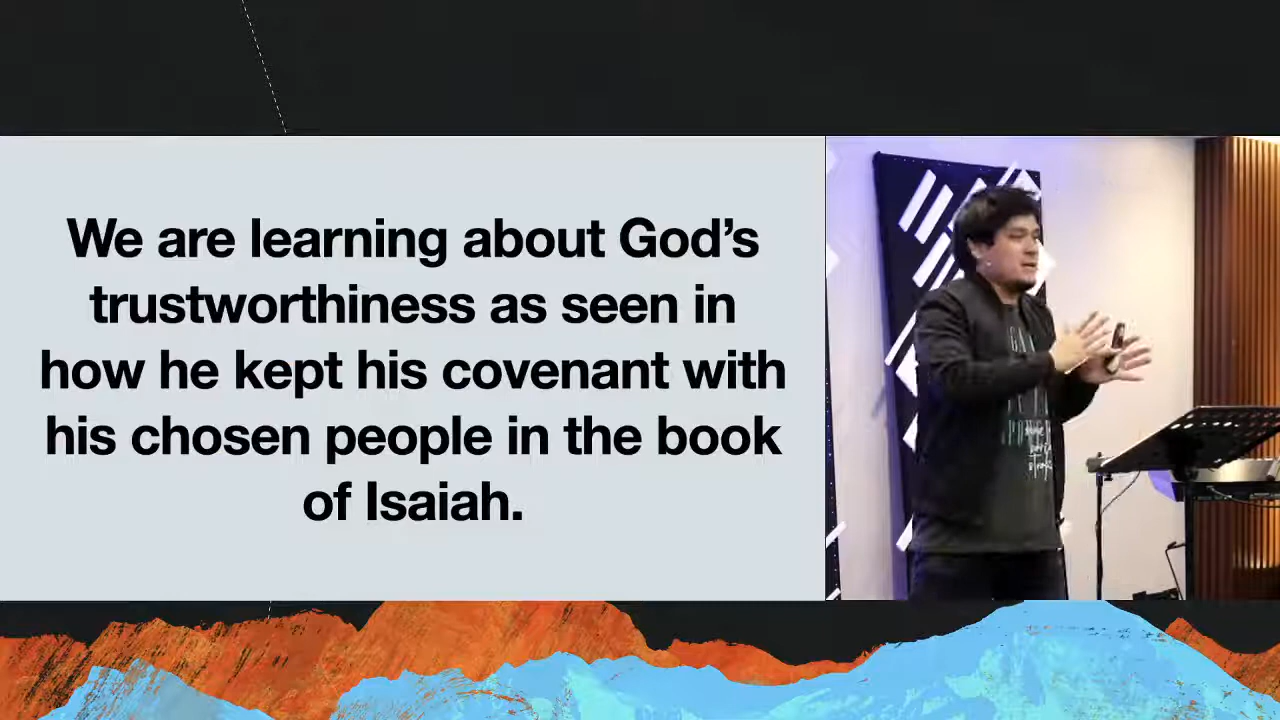 We are learning about God’s
trustworthiness as seen in
how he kept his covenant with
his chosen people in the book
of Isaiah.